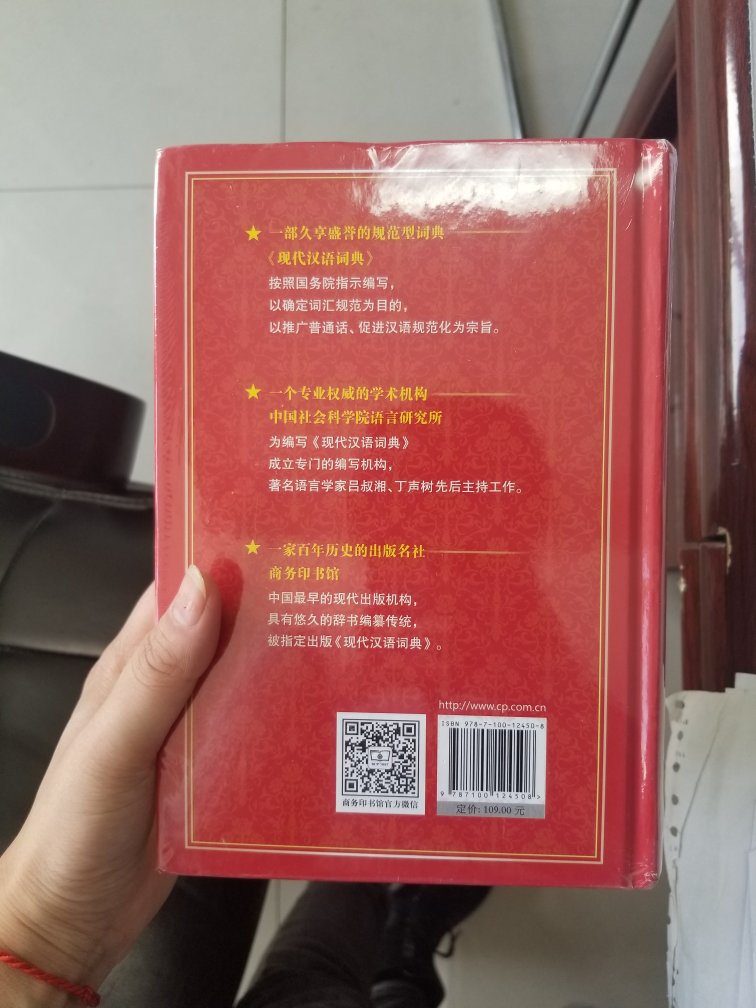 一部久享盛誉的规范型词典
《现代汉语词典》
按照国务院指示编写，
以确定词汇规范为目的，
以推广普通话、促进汉语规范化为宗旨。
一个专业权威的学术机构
中国社会科学院语言研究所
为编写《现代汉语词典》
成立专门的编写机构，
著名语言学家吕叔湘、丁声树先后主持工作。
一家百年历史的出版名社
商务印书馆
中国最早的现代出版机构，
具有悠久的辞书编纂传统，
被指定出版《现代汉语词典》。
http://www.cp.com.cn
ISBN 978-7-100-12450-8
9 787100 124508>
定价：109.00 元
商务印书馆官方微信